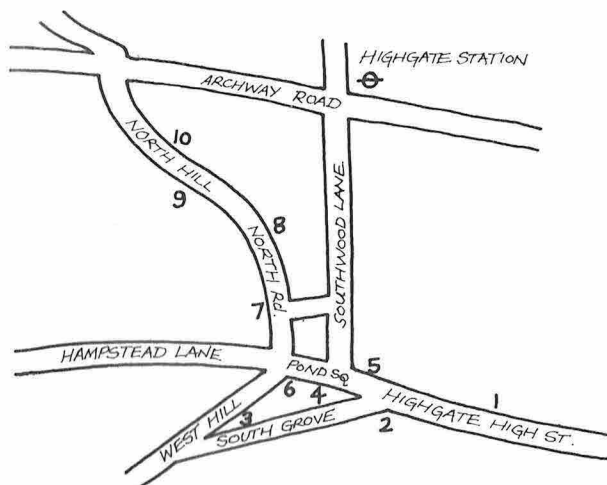 HIGHGATE STATION
ARCHWAY ROAD
10
NORTH HILL
9
8
NORTH Rd.
SOUTHWOOD LANE
7
HAMPSTEAD LANE
POND SQ
5
6
4
1
HIGHGATE HIGH ST.
3
2
WEST HILL
SOUTH GROVE